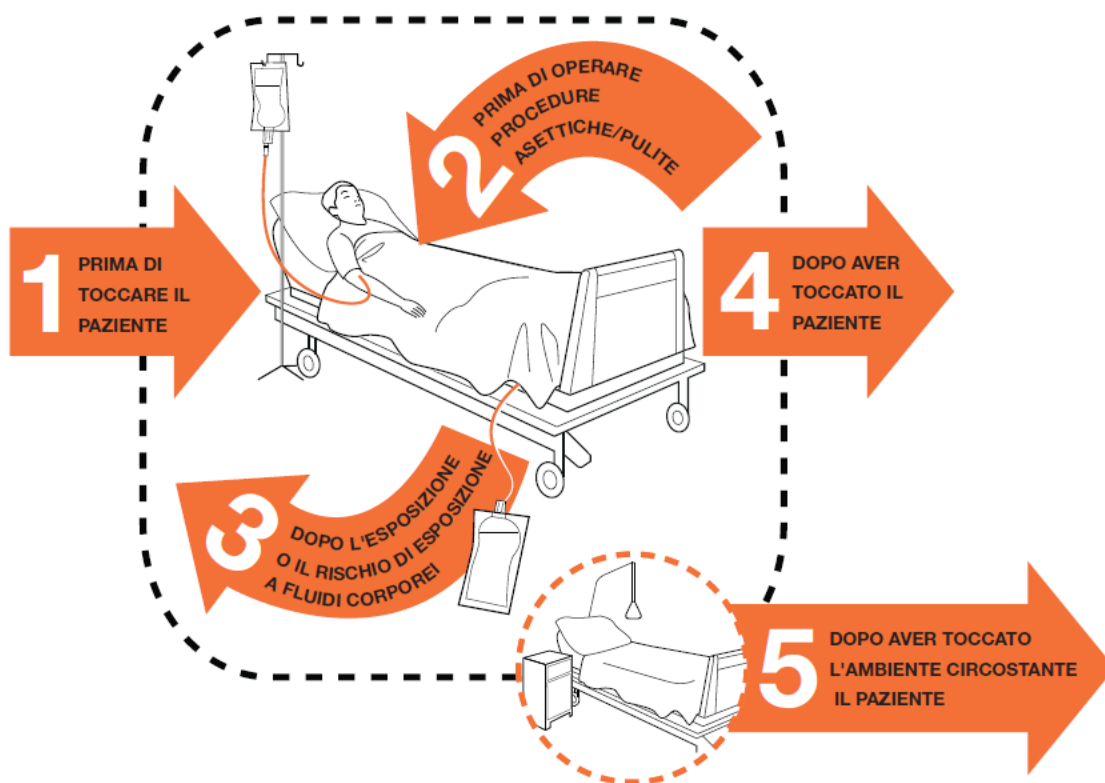 1
PRIMA DI
TOCCARE IL
PAZIENTE
2
PRIMA DI OPERARE
PROCEDURE
ASETTICHE/PULITE
3
DOPO L'ESPOSIZIONE
O IL RISCHIO DI ESPOSIZIONE
A FLUIDI CORPOREI
4
DOPO AVER
TOCCATO IL
PAZIENTE
5
DOPO AVER TOCCATO
L'AMBIENTE CIRCOSTANTE
IL PAZIENTE